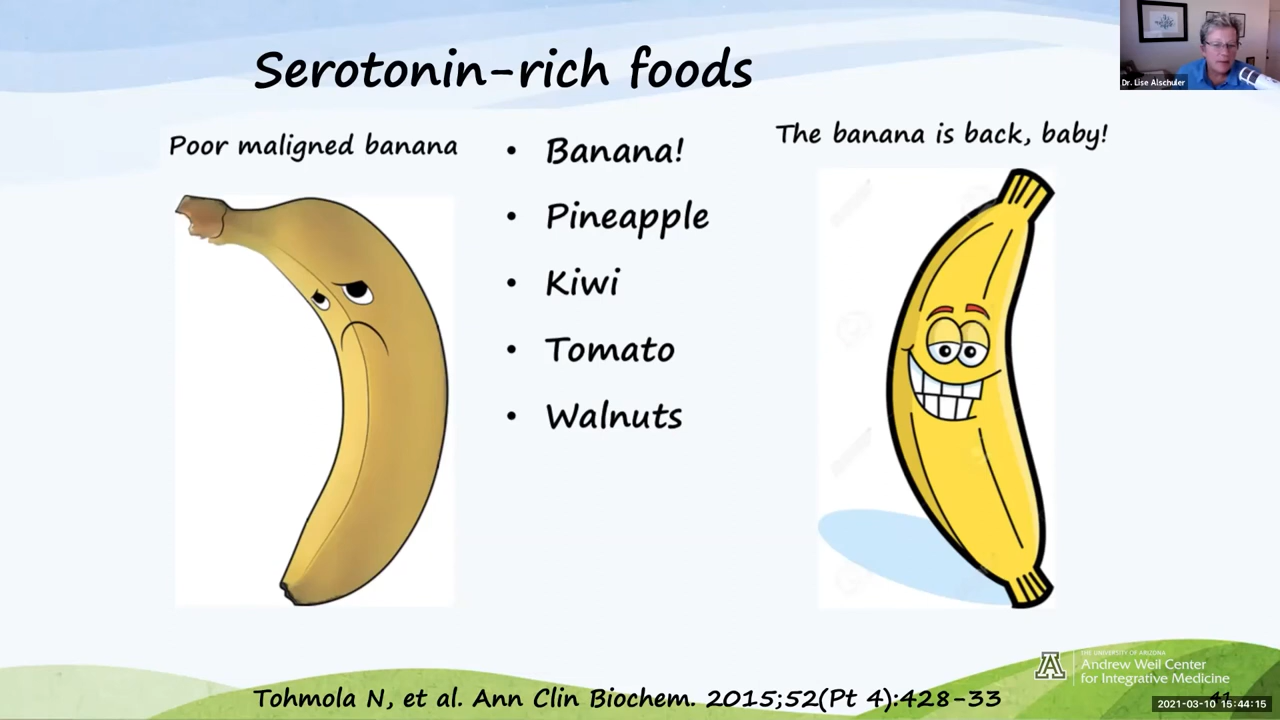 Serotonin-rich foods
Poor maligned banana
• Banana!
• Pineapple
• Kiwi
• Tomato
• Walnuts
The banana is back, baby!
Dr. Lise Alschuler
Tohmola N, et al. Ann Clin Biochem. 2015;52(Pt 4):428-33
A
THE UNIVERSITY OF ARIZONA
Andrew Weil Center
for Integrative Medicine
41
2021-03-10 15:44:15